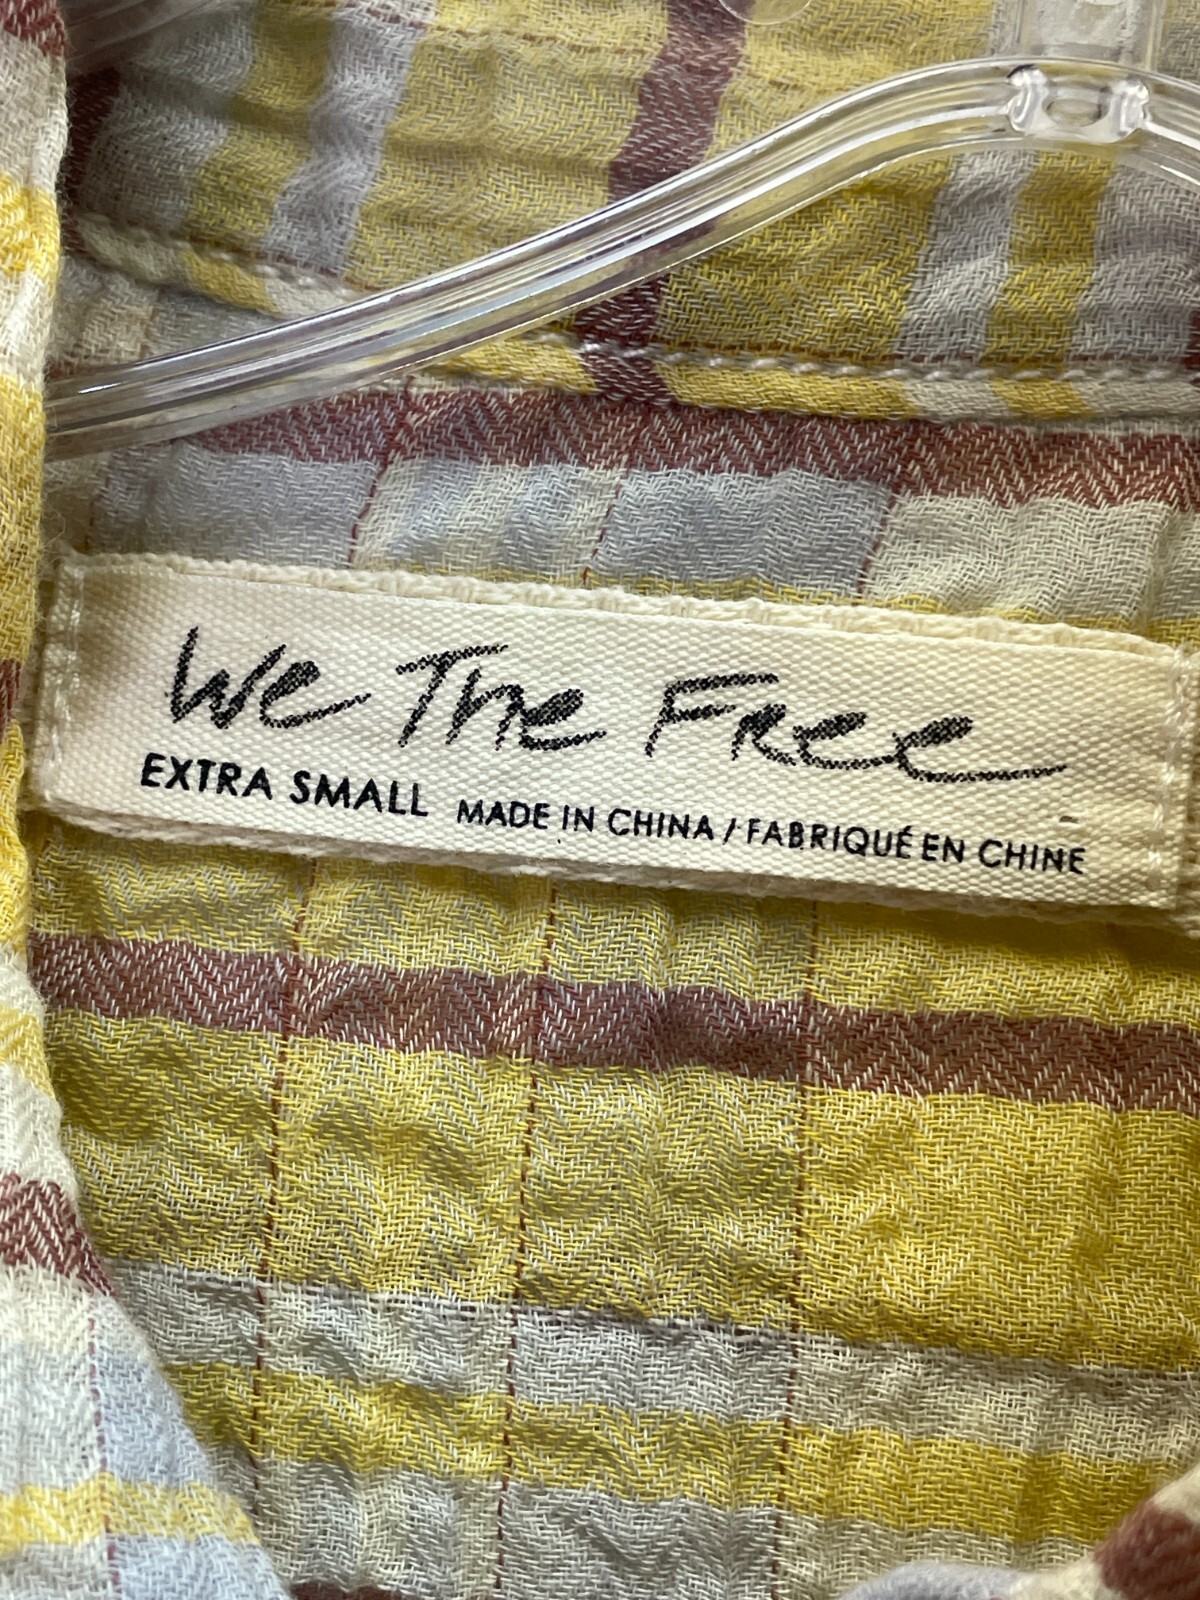 We The Free
EXTRA SMALL MADE IN CHINA / FABRIQUÉ EN CHINE